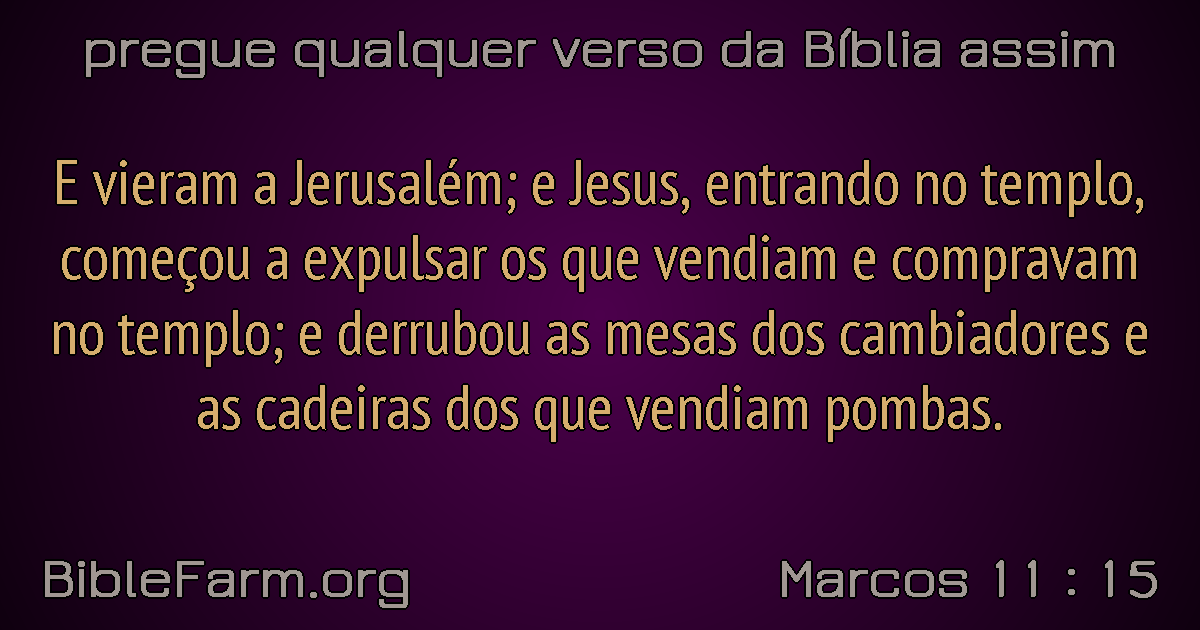 pregue qualquer verso da Bíblia assim
E vieram a Jerusalém; e Jesus, entrando no templo,
começou a expulsar os que vendiam e compravam
no templo; e derrubou as mesas dos cambiadores e
as cadeiras dos que vendiam pombas.
BibleFarm.org
Marcos 11 : 15